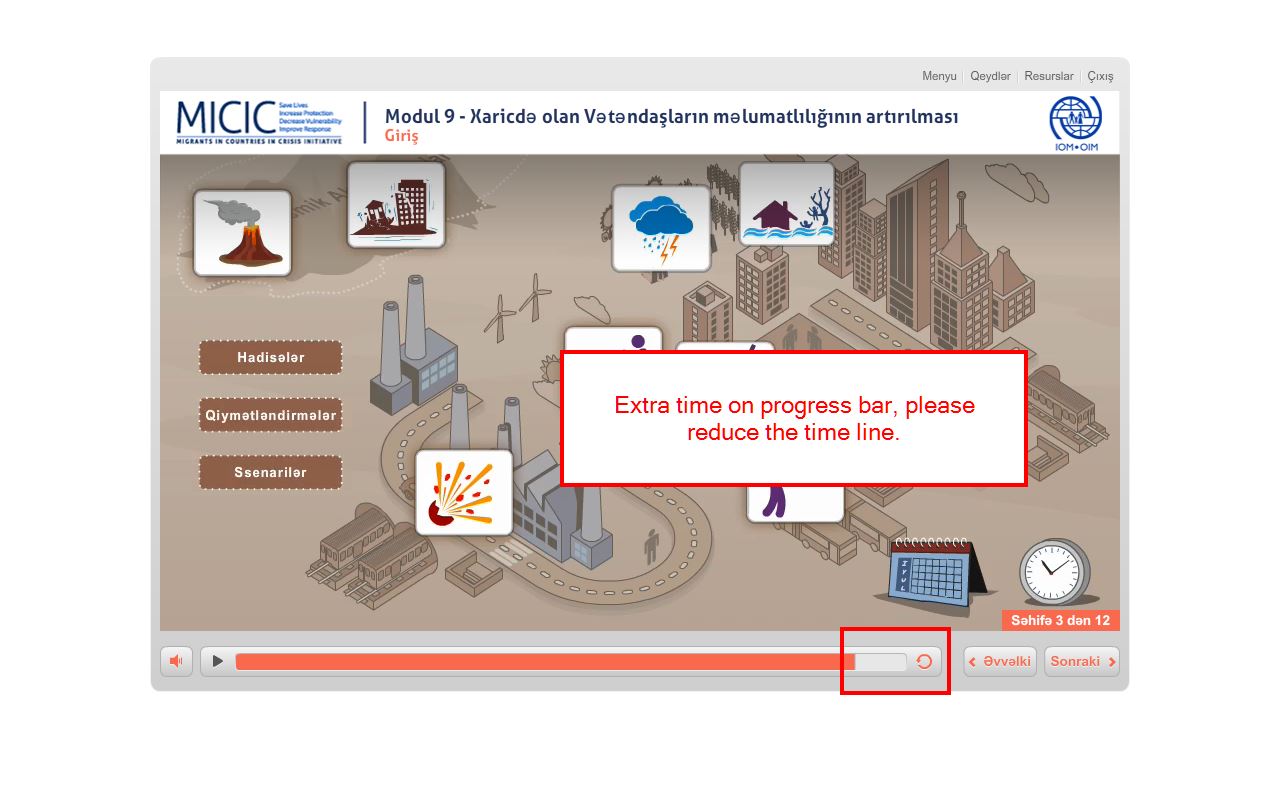 Menyu Qeydlər Resurslar Çıxış
MICIC
Save Lives
Increase Protection
Decrease Vulnerability
Improve Response
MIGRANTS IN COUNTRIES IN CRISIS INITIATIVE
Modul 9 - Xaricdə olan Vətəndaşların məlumatlılığının artırılması
Giriş
IOM•OIM
Hadisələr
Qiymətləndirmələr
Ssenarilər
Extra time on progress bar, please
reduce the time line.
İYUL
Səhifə 3 dən 12
Əvvəlki Sonraki